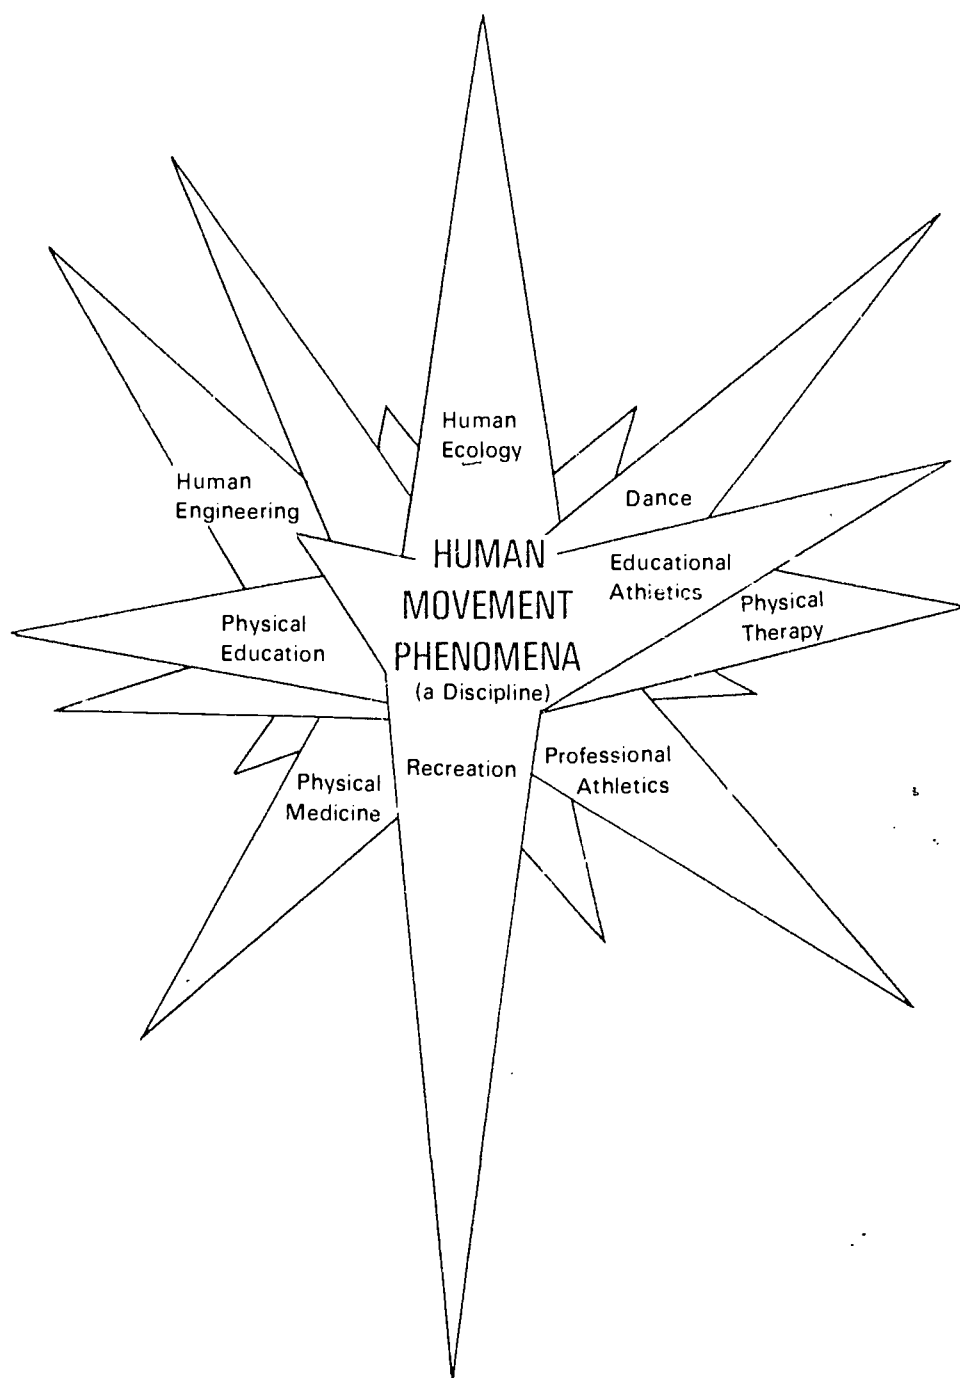 Human
Ecology
Human
Engineering
Dance
HUMAN
MOVEMENT
PHENOMENA
(a Discipline)
Educational
Athletics
Physical
Therapy
Physical
Education
Recreation
Professional
Athletics
Physical
Medicine